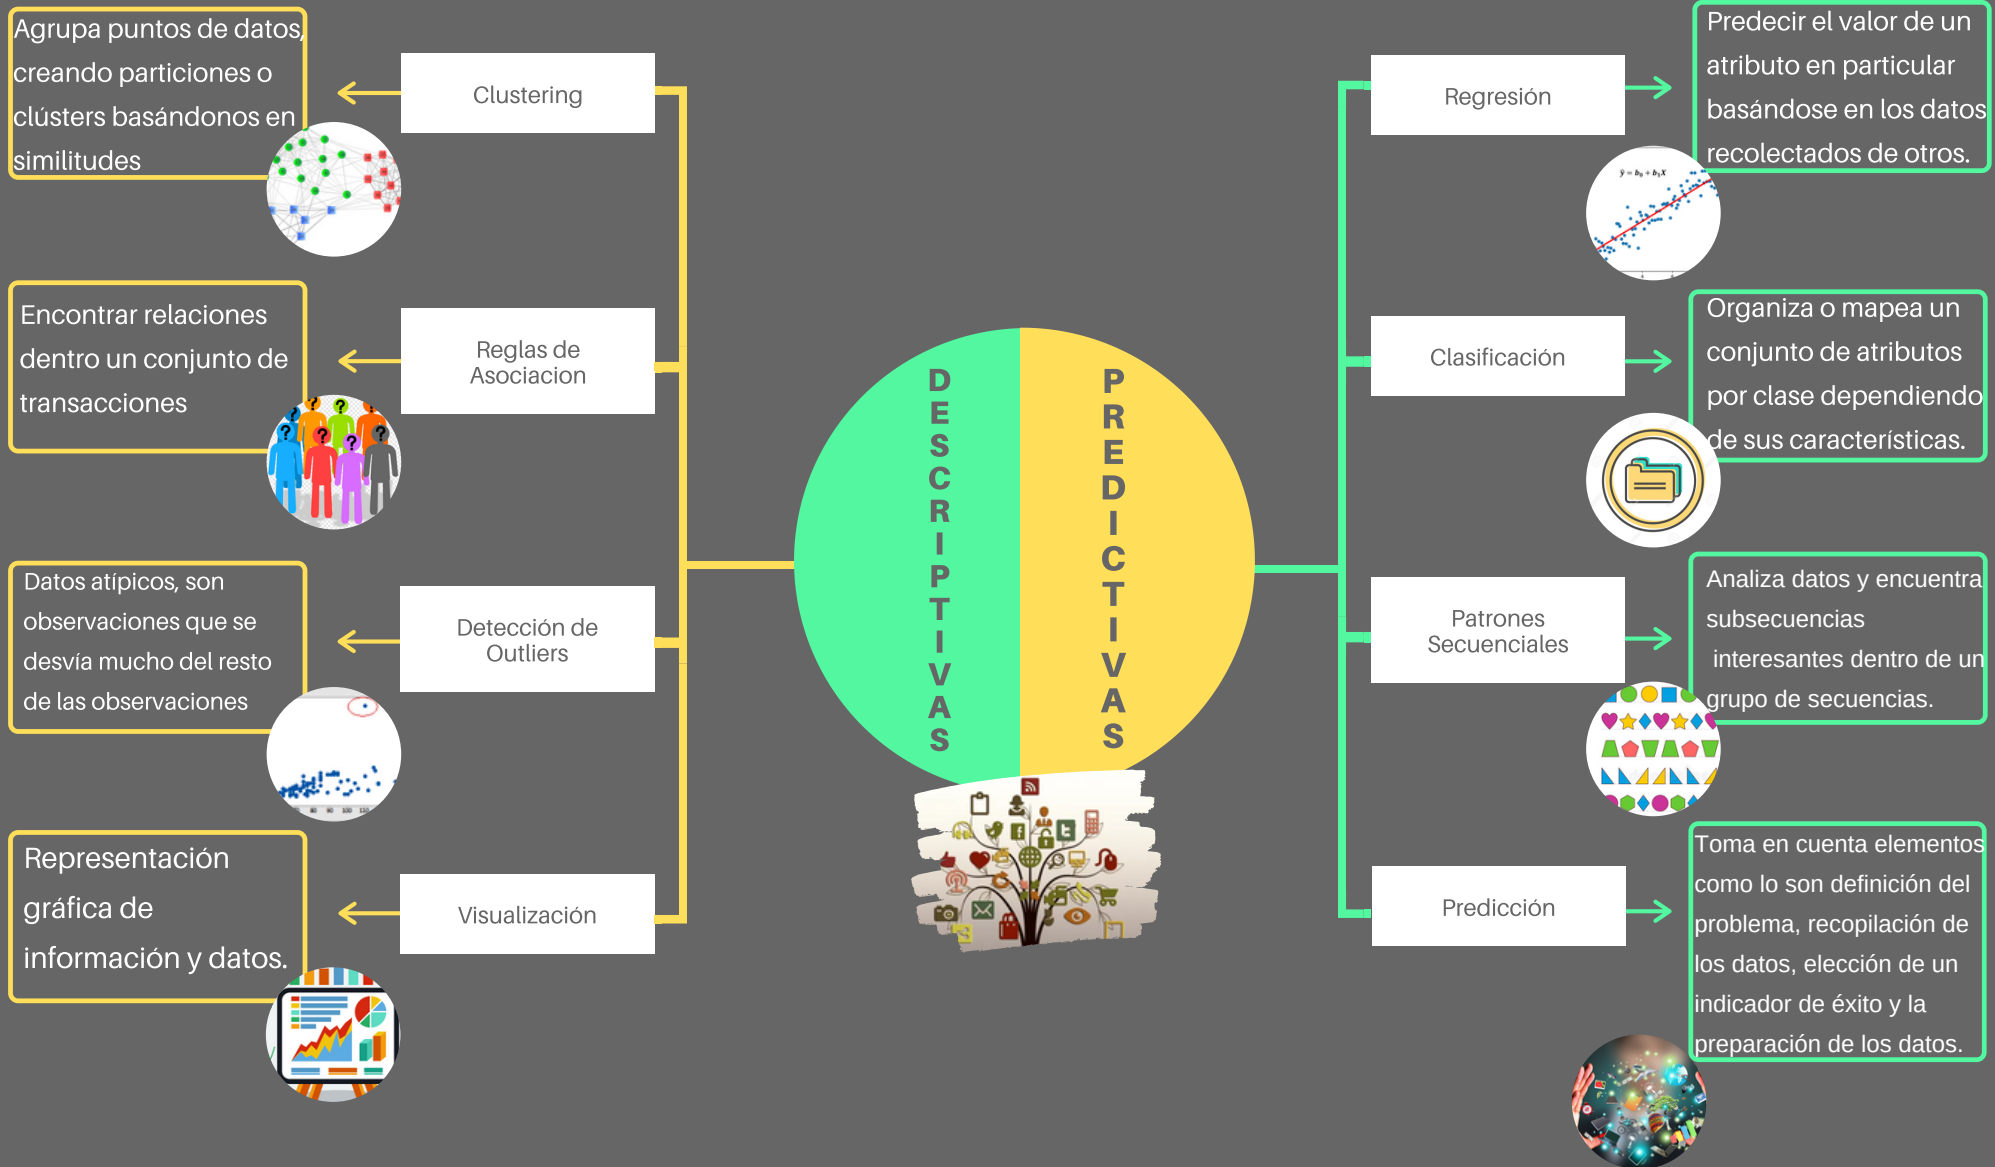 Agrupa puntos de datos,
creando particiones o
clústers basándonos en
similitudes
Clustering
Encontrar relaciones
dentro un conjunto de
transacciones
Reglas de
Asociacion
Datos atípicos, son
observaciones que se
desvía mucho del resto
de las observaciones
Detección de
Outliers
Representación
gráfica de
información y datos.
Visualización
DESCRIPTIVAS
PREDICTIVAS
Regresión
Predecir el valor de un
atributo en particular
basándose en los datos
recolectados de otros.
ŷ = b₀ + b₁X
Clasificación
Organiza o mapea un
conjunto de atributos
por clase dependiendo
de sus características.
Patrones
Secuenciales
Analiza datos y encuentra
subsecuencias
interesantes dentro de un
grupo de secuencias.
Predicción
Toma en cuenta elementos
como lo son definición del
problema, recopilación de
los datos, elección de un
indicador de éxito y la
preparación de los datos.